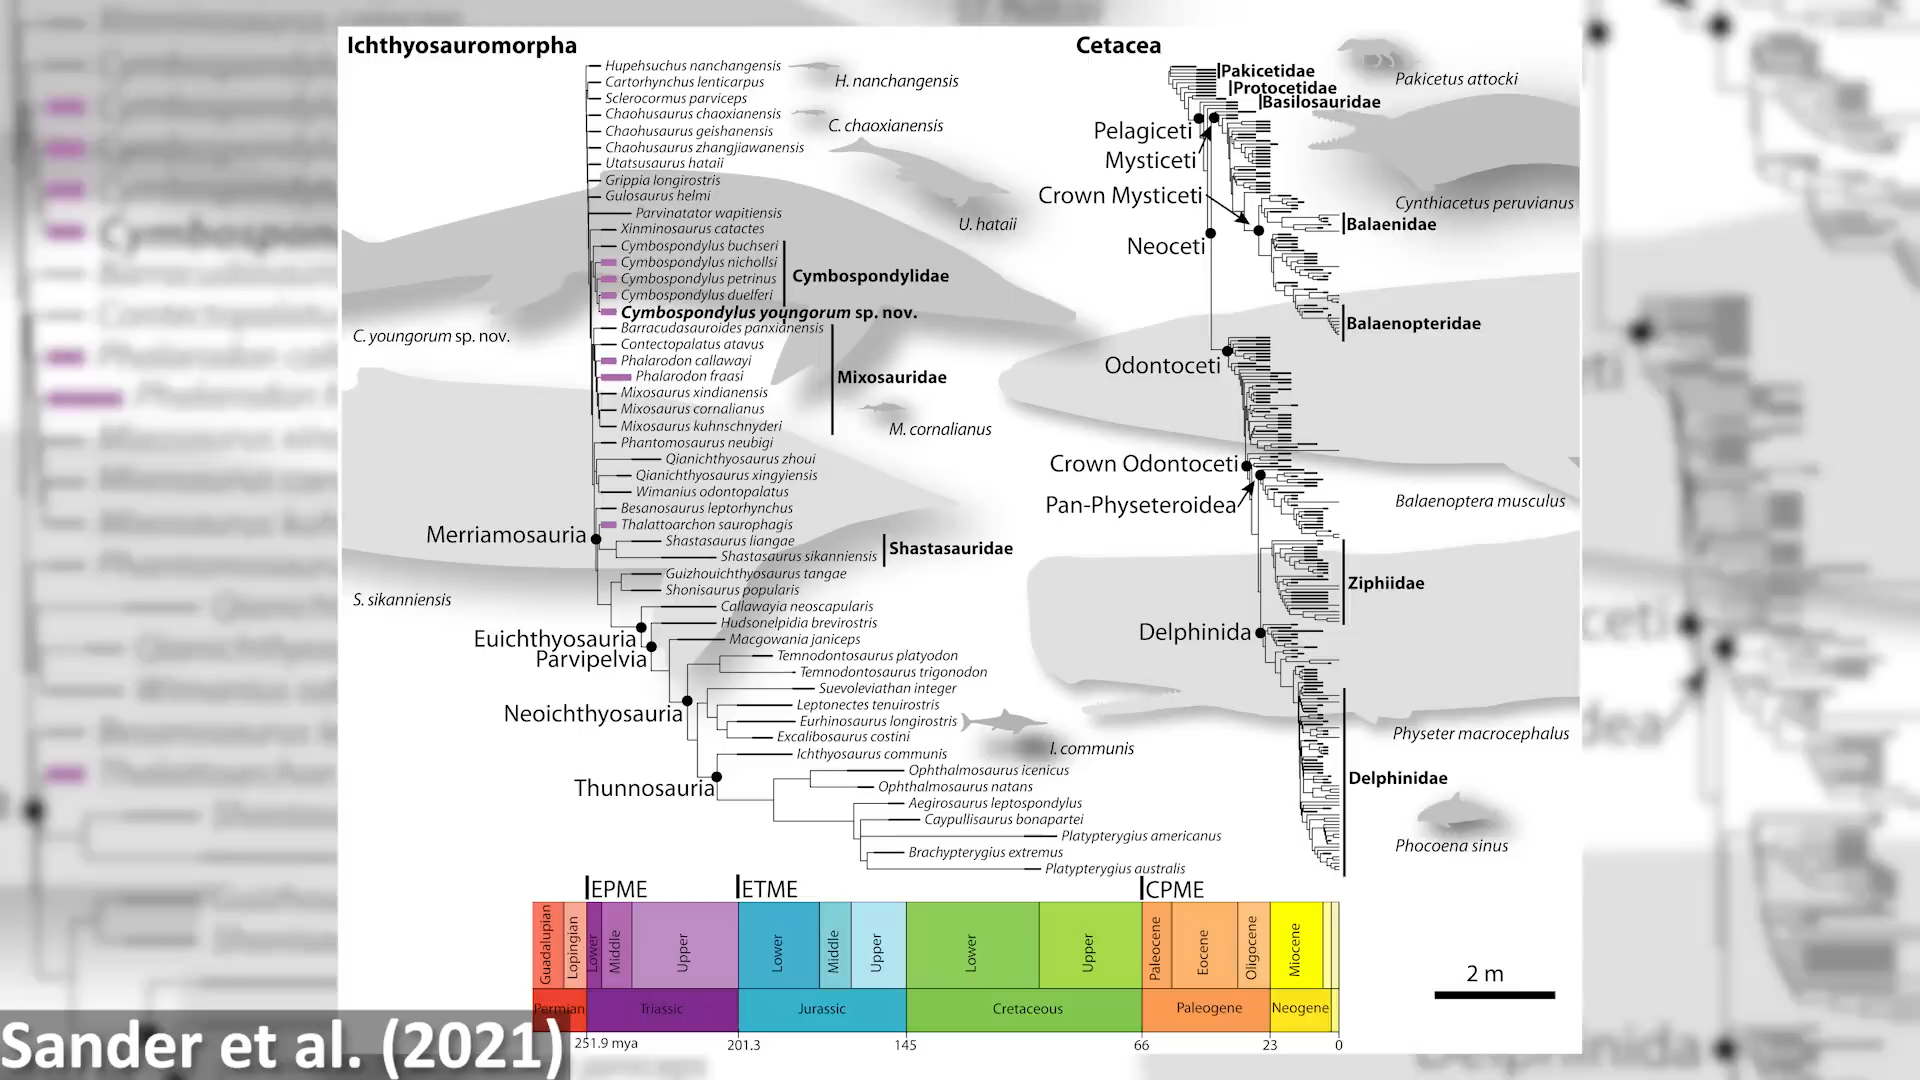 Ichthyosauromorpha
Hupehsuchus nanchangensis
Cartorhynchus lenticarpus
Sclerocormus parviceps
Chaohusaurus chaoxianensis
Chaohusaurus geishanensis
Chaohusaurus zhangjiawanensis
Utatsusaurus hataii
Grippia longirostris
Gulosaurus helmi
Parvinatator wapitiensis
Xinminosaurus catactes
Cymbospondylus buchseri
Cymbospondylus nichollsi
Cymbospondylus petrinus
Cymbospondylus duelferi
Cymbospondylus youngorum sp. nov.
Barracudasauroides panxianensis
Contectopalatus atavus
Phalarodon callawayi
Phalarodon fraasi
Mixosaurus xindianensis
Mixosaurus cornalianus
Mixosaurus kuhnschnyderi
Phantomosaurus neubigi
Qianichthyosaurus zhoui
Qianichthyosaurus xingyiensis
Wimanius odontopalatus
Besanosaurus leptorhynchus
Thalattoarchon saurophagis
Shastasaurus liangae
Shastasaurus sikanniensis
Guizhouichthyosaurus tangae
Shonisaurus popularis
Callawayia neoscapularis
Hudsonelpidia brevirostris
Macgowania janiceps
Temnodontosaurus platyodon
Temnodontosaurus trigonodon
Suevoleviathan integer
Leptonectes tenuirostris
Eurhinosaurus longirostris
Excalibosaurus costini
Ichthyosaurus communis
Ophthalmosaurus icenicus
Ophthalmosaurus natans
Aegirosaurus leptospondylus
Caypullisaurus bonapartei
Platypterygius americanus
Brachypterygius extremus
Platypterygius australis
H. nanchangensis
C. chaoxianensis
U. hataii
Cymbospondylidae
C. youngorum sp. nov.
Mixosauridae
M. cornalianus
Merriamosauria
Shastasauridae
S. sikanniensis
Euichthyosauria
Parvipelvia
Neoichthyosauria
I. communis
Thunnosauria
Cetacea
Pakicetidae
Protocetidae
Basilosauridae
Pakicetus attocki
Pelagiceti
Mysticeti
Crown Mysticeti
Cynthiacetus peruvianus
Balaenidae
Neoceti
Balaenopteridae
Odontoceti
Crown Odontoceti
Pan-Physeteroidea
Balaenoptera musculus
Ziphiidae
Delphinida
Physeter macrocephalus
Delphinidae
Phocoena sinus
EPME
ETME
CPME
Guadalupian
Lopingian
Lower
Middle
Upper
Lower
Middle
Upper
Lower
Upper
Paleocene
Eocene
Oligocene
Miocene
Permian
Triassic
Jurassic
Cretaceous
Paleogene
Neogene
251.9 mya
201.3
145
66
23
0
2 m
Sander et al. (2021)